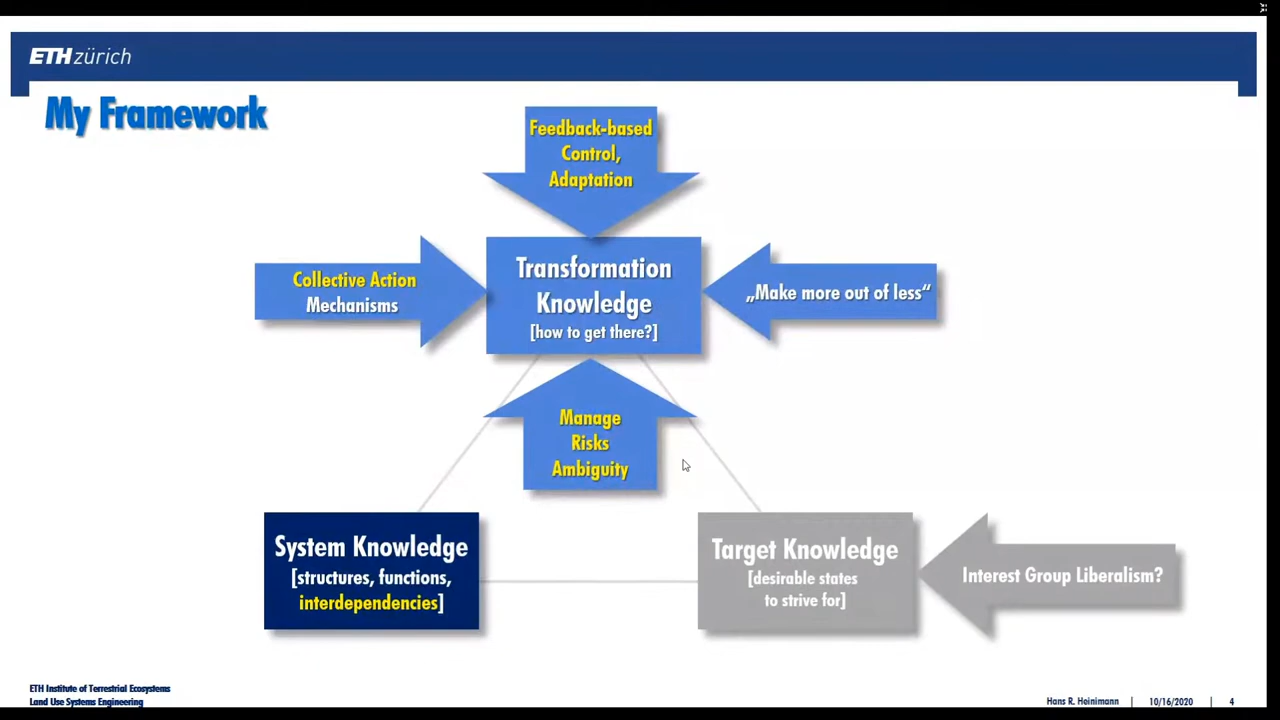 ETH zürich
My Framework
Feedback-based
Control,
Adaptation
Collective Action
Mechanisms
Transformation
Knowledge
[how to get there?]
„Make more out of less“
Manage
Risks
Ambiguity
System Knowledge
[structures, functions,
interdependencies]
Target Knowledge
[desirable states
to strive for]
Interest Group Liberalism?
ETH Institute of Terrestrial Ecosystems
Land Use Systems Engineering
Hans R. Heinimann | 10/16/2020 | 4